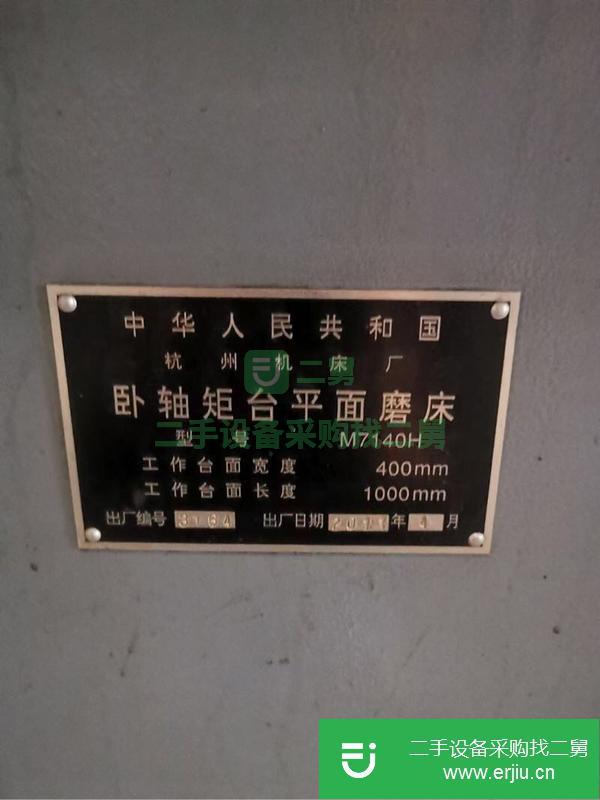 中华人民共和国
杭州机床厂
二舅
卧轴矩台平面磨床
二手设备采购找二舅
型号 M7140H
工作台面宽度 400mm
工作台面长度 1000mm
出厂编号 3164 出厂日期 2011 年 4 月
二手设备采购找二舅
www.erjiu.cn